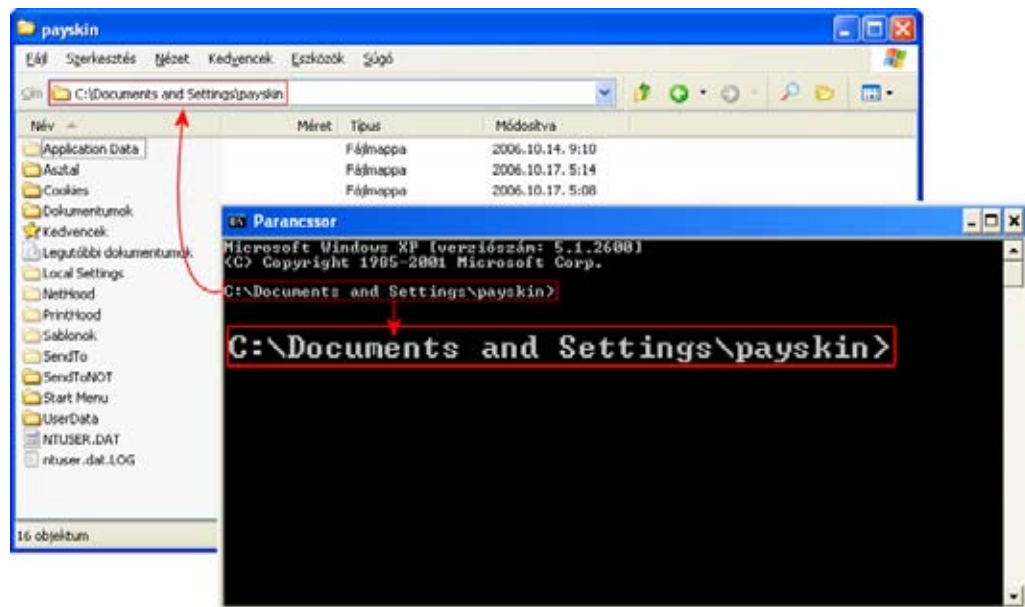 payskin
Fájl Szerkesztés Nézet Kedvencek Eszközök Súgó
Cím C:\Documents and Settings\payskin
Név Méret Típus Módosítva
Application Data Fájlmappa 2006.10.14. 9:10
Asztal Fájlmappa 2006.10.17. 5:14
Cookies Fájlmappa 2006.10.17. 5:08
Dokumentumok
Kedvencek
Legutóbbi dokumentumok
Local Settings
NetHood
PrintHood
Sablonok
SendTo
SendToNOT
Start Menu
UserData
NTUSER.DAT
ntuser.dat.LOG
16 objektum
Parancssor
Microsoft Windows XP [verziószám: 5.1.2600]
(C) Copyright 1985-2001 Microsoft Corp.
C:\Documents and Settings\payskin>
C:\Documents and Settings\payskin>